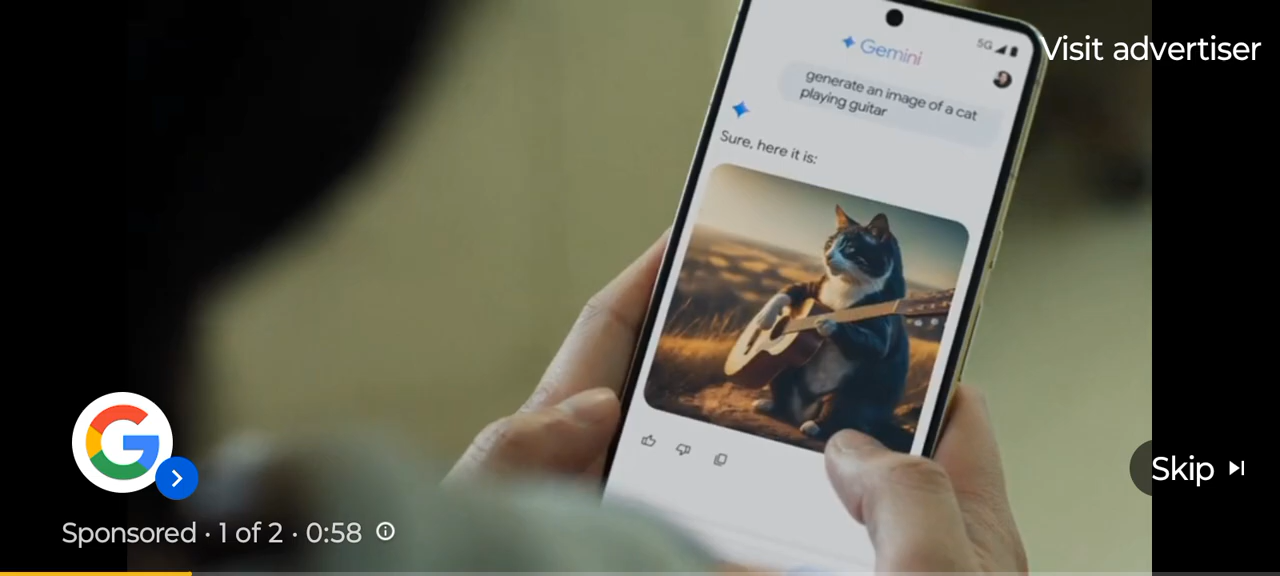 Gemini
5G
Visit advertiser
generate an image of a cat
playing guitar
Sure, here it is:
Skip
Sponsored · 1 of 2 · 0:58